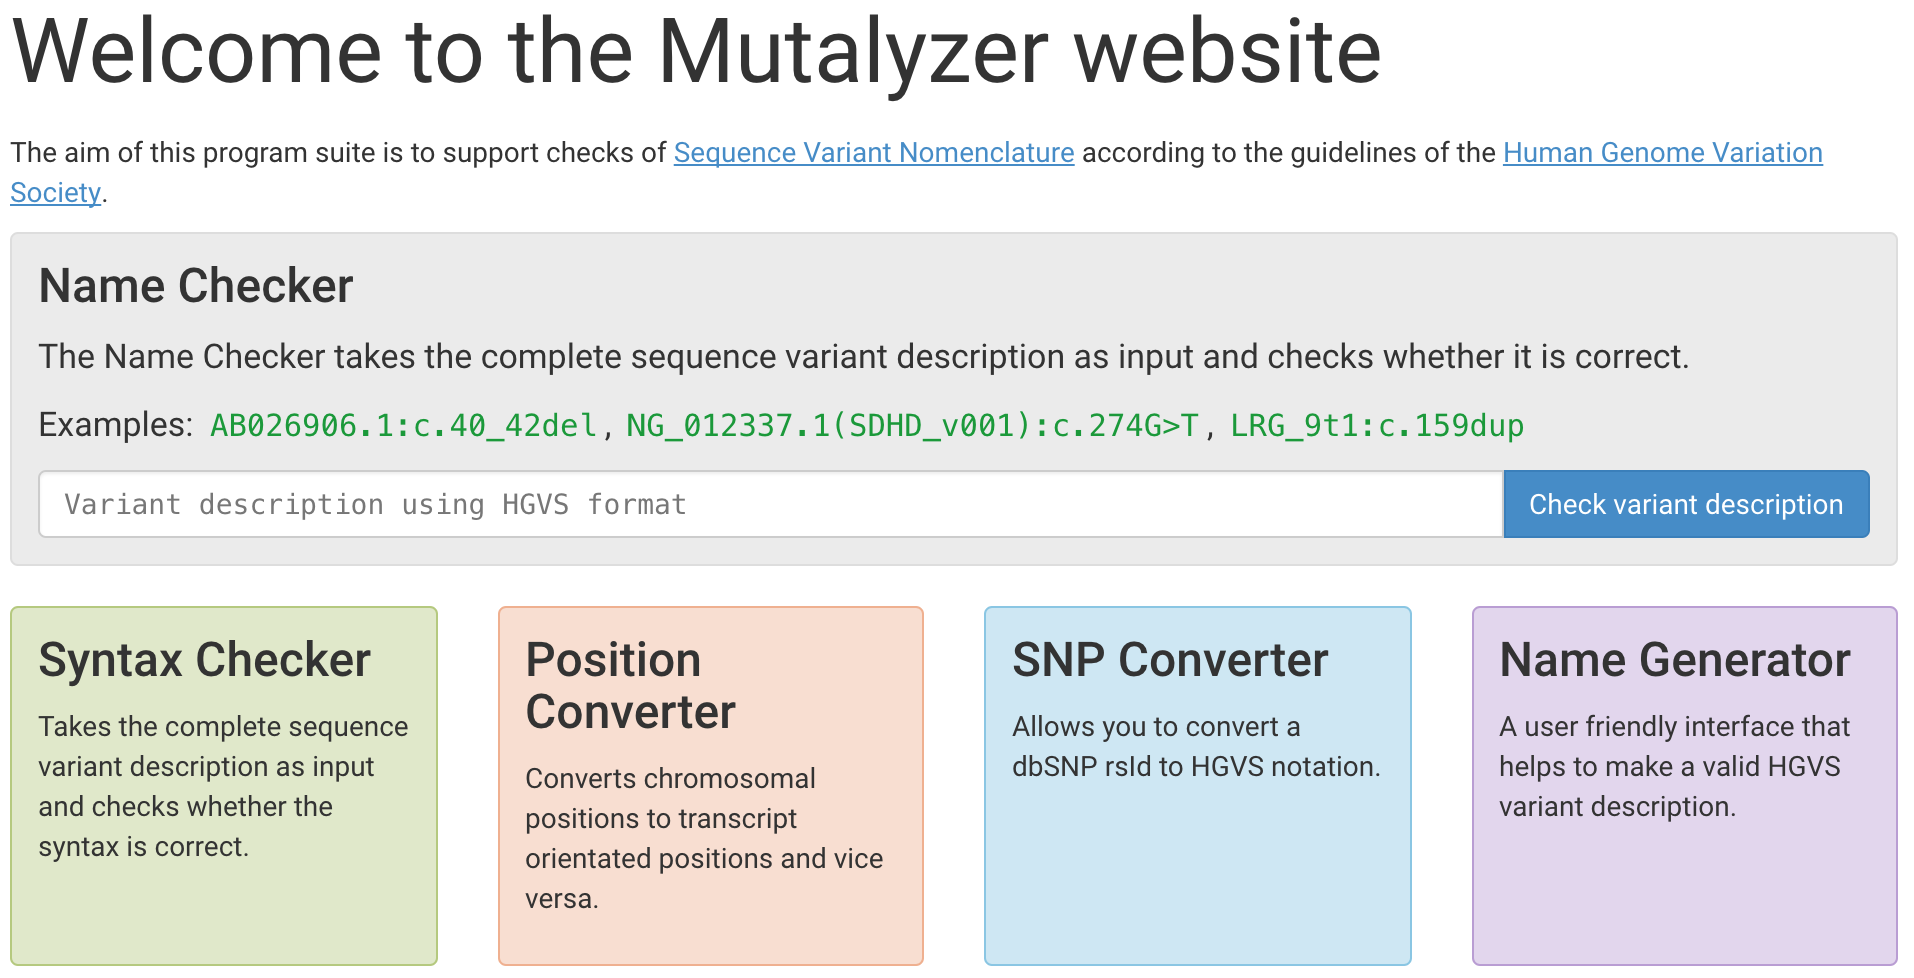 Welcome to the Mutalyzer website
The aim of this program suite is to support checks of Sequence Variant Nomenclature according to the guidelines of the Human Genome Variation
Society.
Name Checker
The Name Checker takes the complete sequence variant description as input and checks whether it is correct.
Examples: AB026906.1:c.40_42del, NG_012337.1(SDHD_v001):c.274G>T, LRG_9t1:c.159dup
Variant description using HGVS format
Check variant description
Syntax Checker
Takes the complete sequence
variant description as input
and checks whether the
syntax is correct.
Position
Converter
Converts chromosomal
positions to transcript
orientated positions and vice
versa.
SNP Converter
Allows you to convert a
dbSNP rsId to HGVS notation.
Name Generator
A user friendly interface that
helps to make a valid HGVS
variant description.